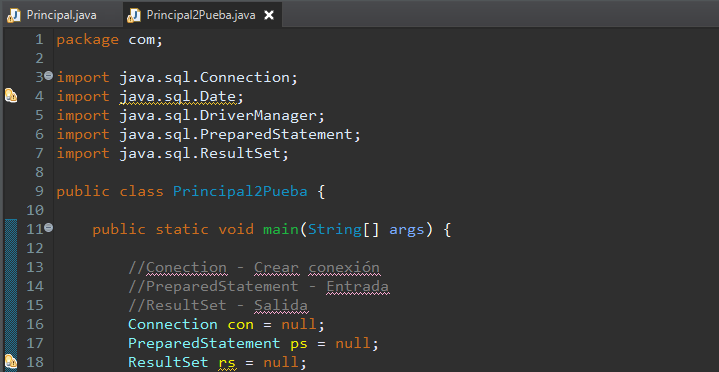 Principal.java Principal2Pueba.java
1 package com;
2
3 import java.sql.Connection;
4 import java.sql.Date;
5 import java.sql.DriverManager;
6 import java.sql.PreparedStatement;
7 import java.sql.ResultSet;
8
9 public class Principal2Pueba {
10
11 public static void main(String[] args) {
12
13 //Conection - Crear conexión
14 //PreparedStatement - Entrada
15 //ResultSet - Salida
16 Connection con = null;
17 PreparedStatement ps = null;
18 ResultSet rs = null;